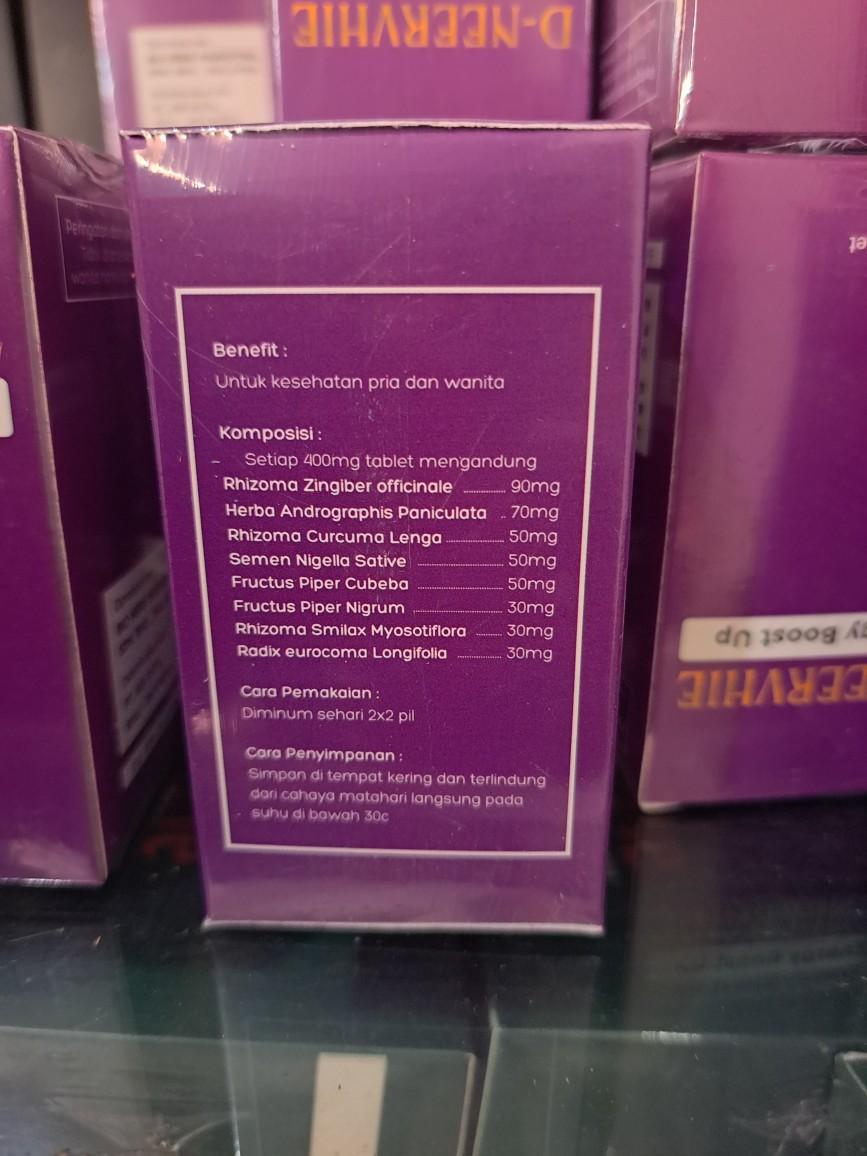 D-NEERVHIE
Peringatan
Benefit :
Untuk kesehatan pria dan wanita
Komposisi :
Setiap 400mg tablet mengandung
Rhizoma Zingiber officinale ............ 90mg
Herba Andrographis Paniculata .. 70mg
Rhizoma Curcuma Lenga ................ 50mg
Semen Nigella Sative ........................ 50mg
Fructus Piper Cubeba ....................... 50mg
Fructus Piper Nigrum ........................ 30mg
Rhizoma Smilax Myosotiflora ....... 30mg
Radix eurocoma Longifolia ............ 30mg
Cara Pemakaian :
Diminum sehari 2x2 pil
Cara Penyimpanan :
Simpan di tempat kering dan terlindung
dari cahaya matahari langsung pada
suhu di bawah 30c
Boost Up
EERVHIE